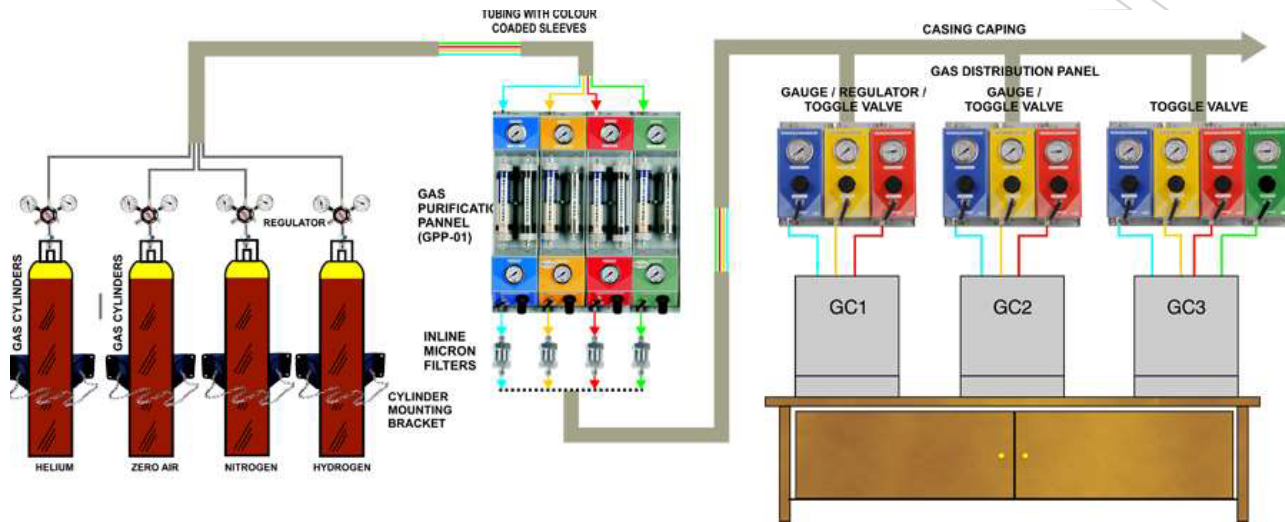 TUBING WITH COLOUR
COADED SLEEVES
CASING CAPING
GAS DISTRIBUTION PANEL
GAUGE / REGULATOR /
TOGGLE VALVE
GAUGE /
TOGGLE VALVE
TOGGLE VALVE
GAS
PURIFICATIO
PANNEL
(GPP-01)
REGULATOR
GAS CYLINDERS
GAS CYLINDERS
GC1
GC2
GC3
INLINE
MICRON
FILTERS
CYLINDER
MOUNTING
BRACKET
HELIUM
ZERO AIR
NITROGEN
HYDROGEN